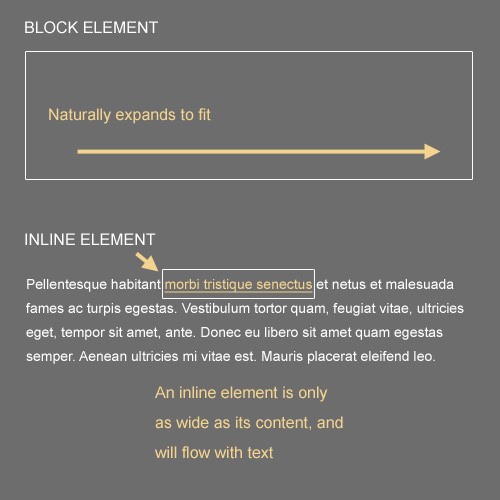 BLOCK ELEMENT
Naturally expands to fit
INLINE ELEMENT
Pellentesque habitant morbi tristique senectus et netus et malesuada
fames ac turpis egestas. Vestibulum tortor quam, feugiat vitae, ultricies
eget, tempor sit amet, ante. Donec eu libero sit amet quam egestas
semper. Aenean ultricies mi vitae est. Mauris placerat eleifend leo.
An inline element is only
as wide as its content, and
will flow with text